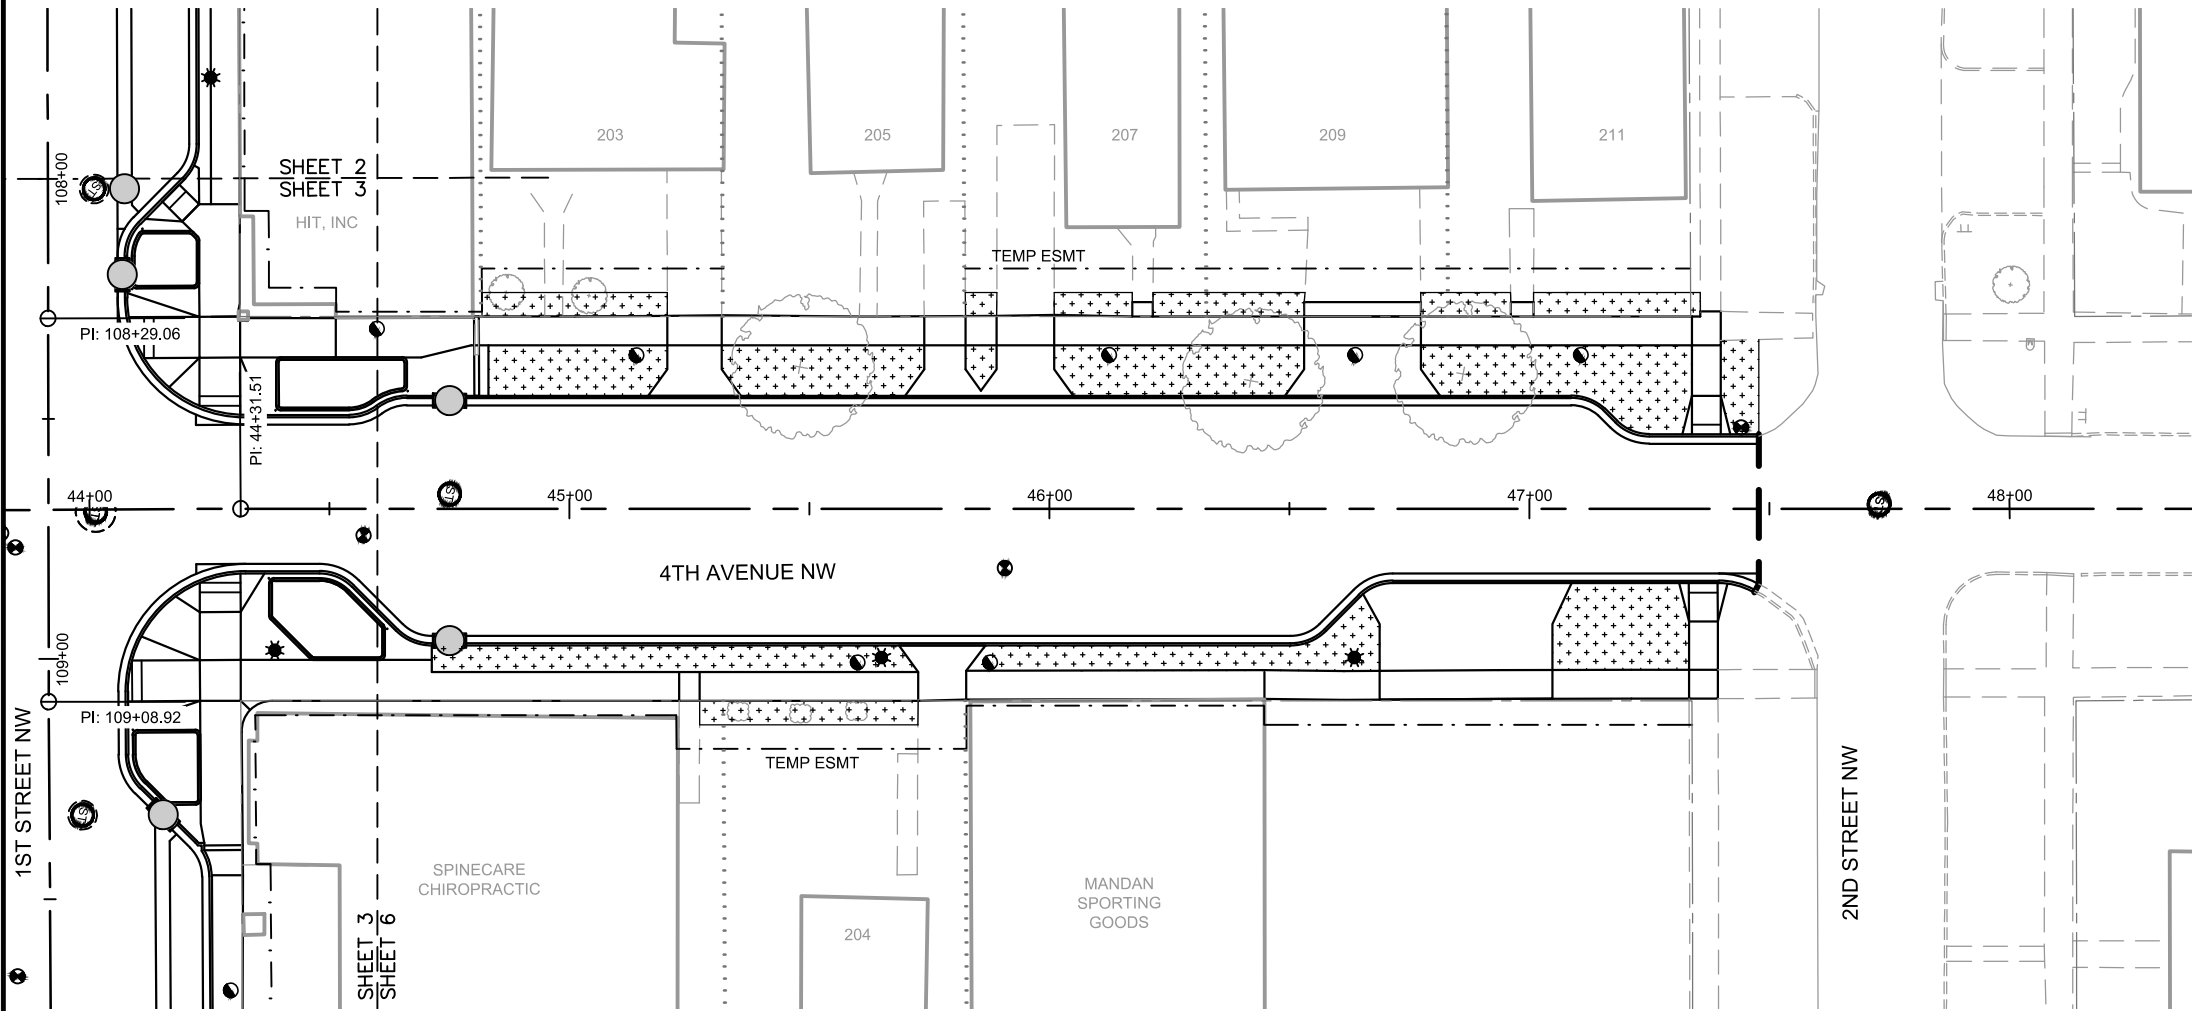 203
205
207
209
211
108+00
SHEET 2
SHEET 3
HIT, INC
TEMP ESMT
PI: 108+29.06
PI: 44+31.51
44+00
45+00
46+00
47+00
48+00
4TH AVENUE NW
109+00
PI: 109+08.92
1ST STREET NW
TEMP ESMT
2ND STREET NW
SPINECARE
CHIROPRACTIC
MANDAN
SPORTING
GOODS
204
SHEET 3
SHEET 6